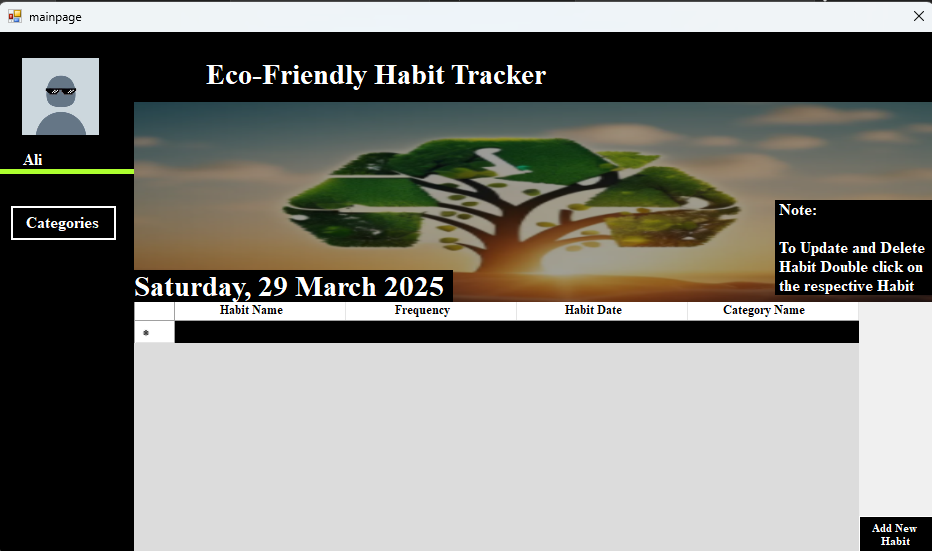 mainpage
Eco-Friendly Habit Tracker
Ali
Categories
Note:
To Update and Delete
Habit Double click on
the respective Habit
Saturday, 29 March 2025
Habit Name Frequency Habit Date Category Name
Add New
Habit